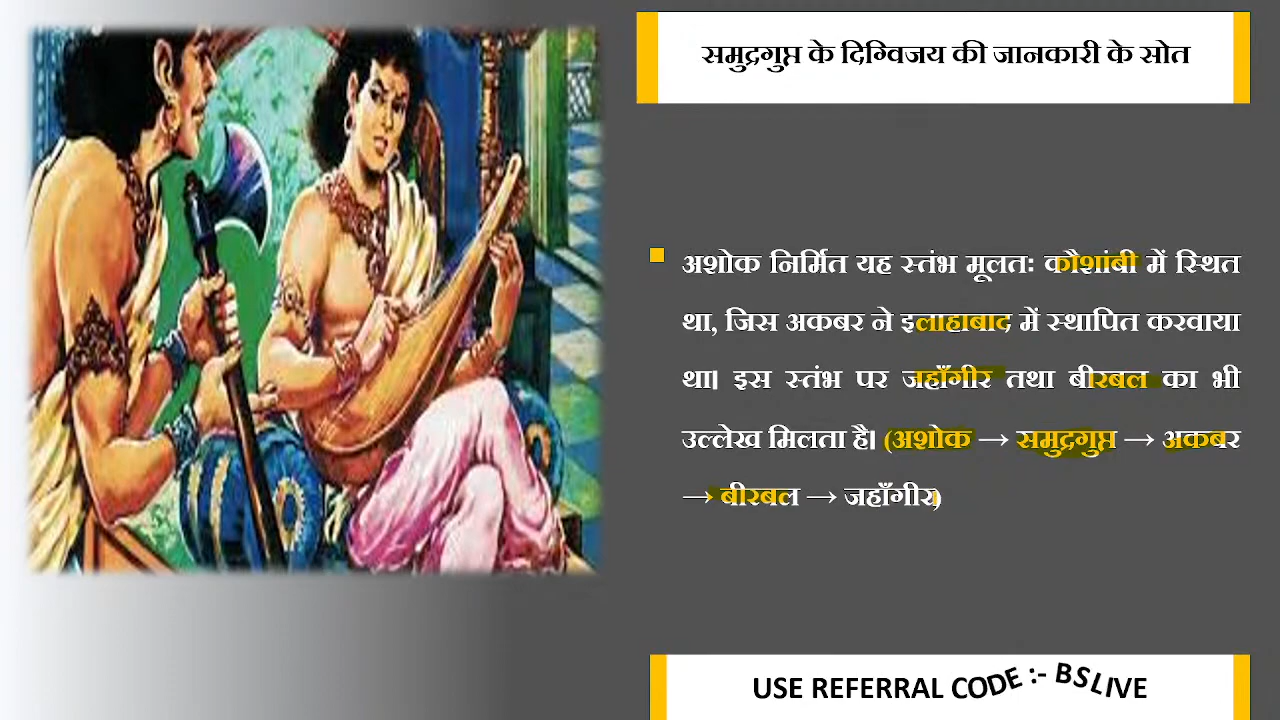 समुद्रगुप्त के दिग्विजय की जानकारी के सोत
अशोक निर्मित यह स्तंभ मूलतः कौशांबी में स्थित
था, जिस अकबर ने इलाहाबाद में स्थापित करवाया
था। इस स्तंभ पर जहाँगीर तथा बीरबल का भी
उल्लेख मिलता है। (अशोक → समुद्रगुप्त → अकबर
→ बीरबल → जहाँगीर)
USE REFERRAL CODE :- BSLIVE